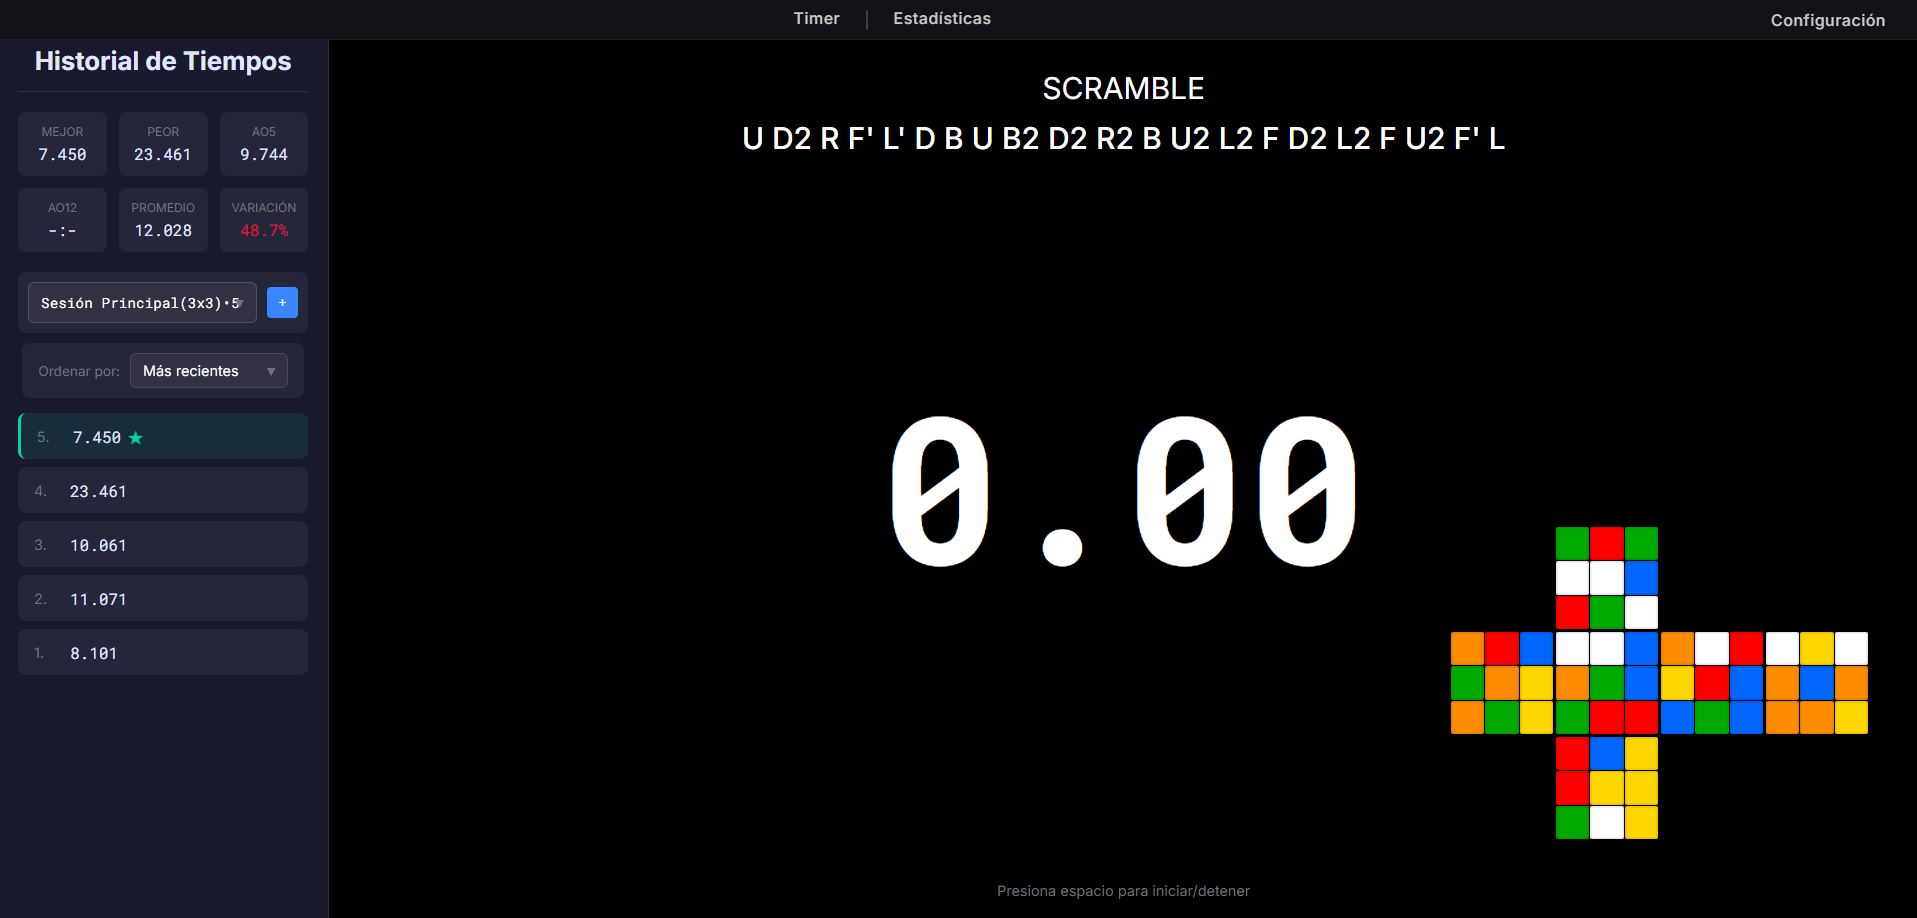 Timer | Estadísticas
Configuración
Historial de Tiempos
MEJOR
7.450
PEOR
23.461
AO5
9.744
AO12
-:-
PROMEDIO
12.028
VARIACIÓN
48.7%
Sesión Principal(3x3)•5
+
Ordenar por:
Más recientes
5. 7.450 ★
4. 23.461
3. 10.061
2. 11.071
1. 8.101
SCRAMBLE
U D2 R F' L' D B U B2 D2 R2 B U2 L2 F D2 L2 F U2 F' L
0.00
Presiona espacio para iniciar/detener